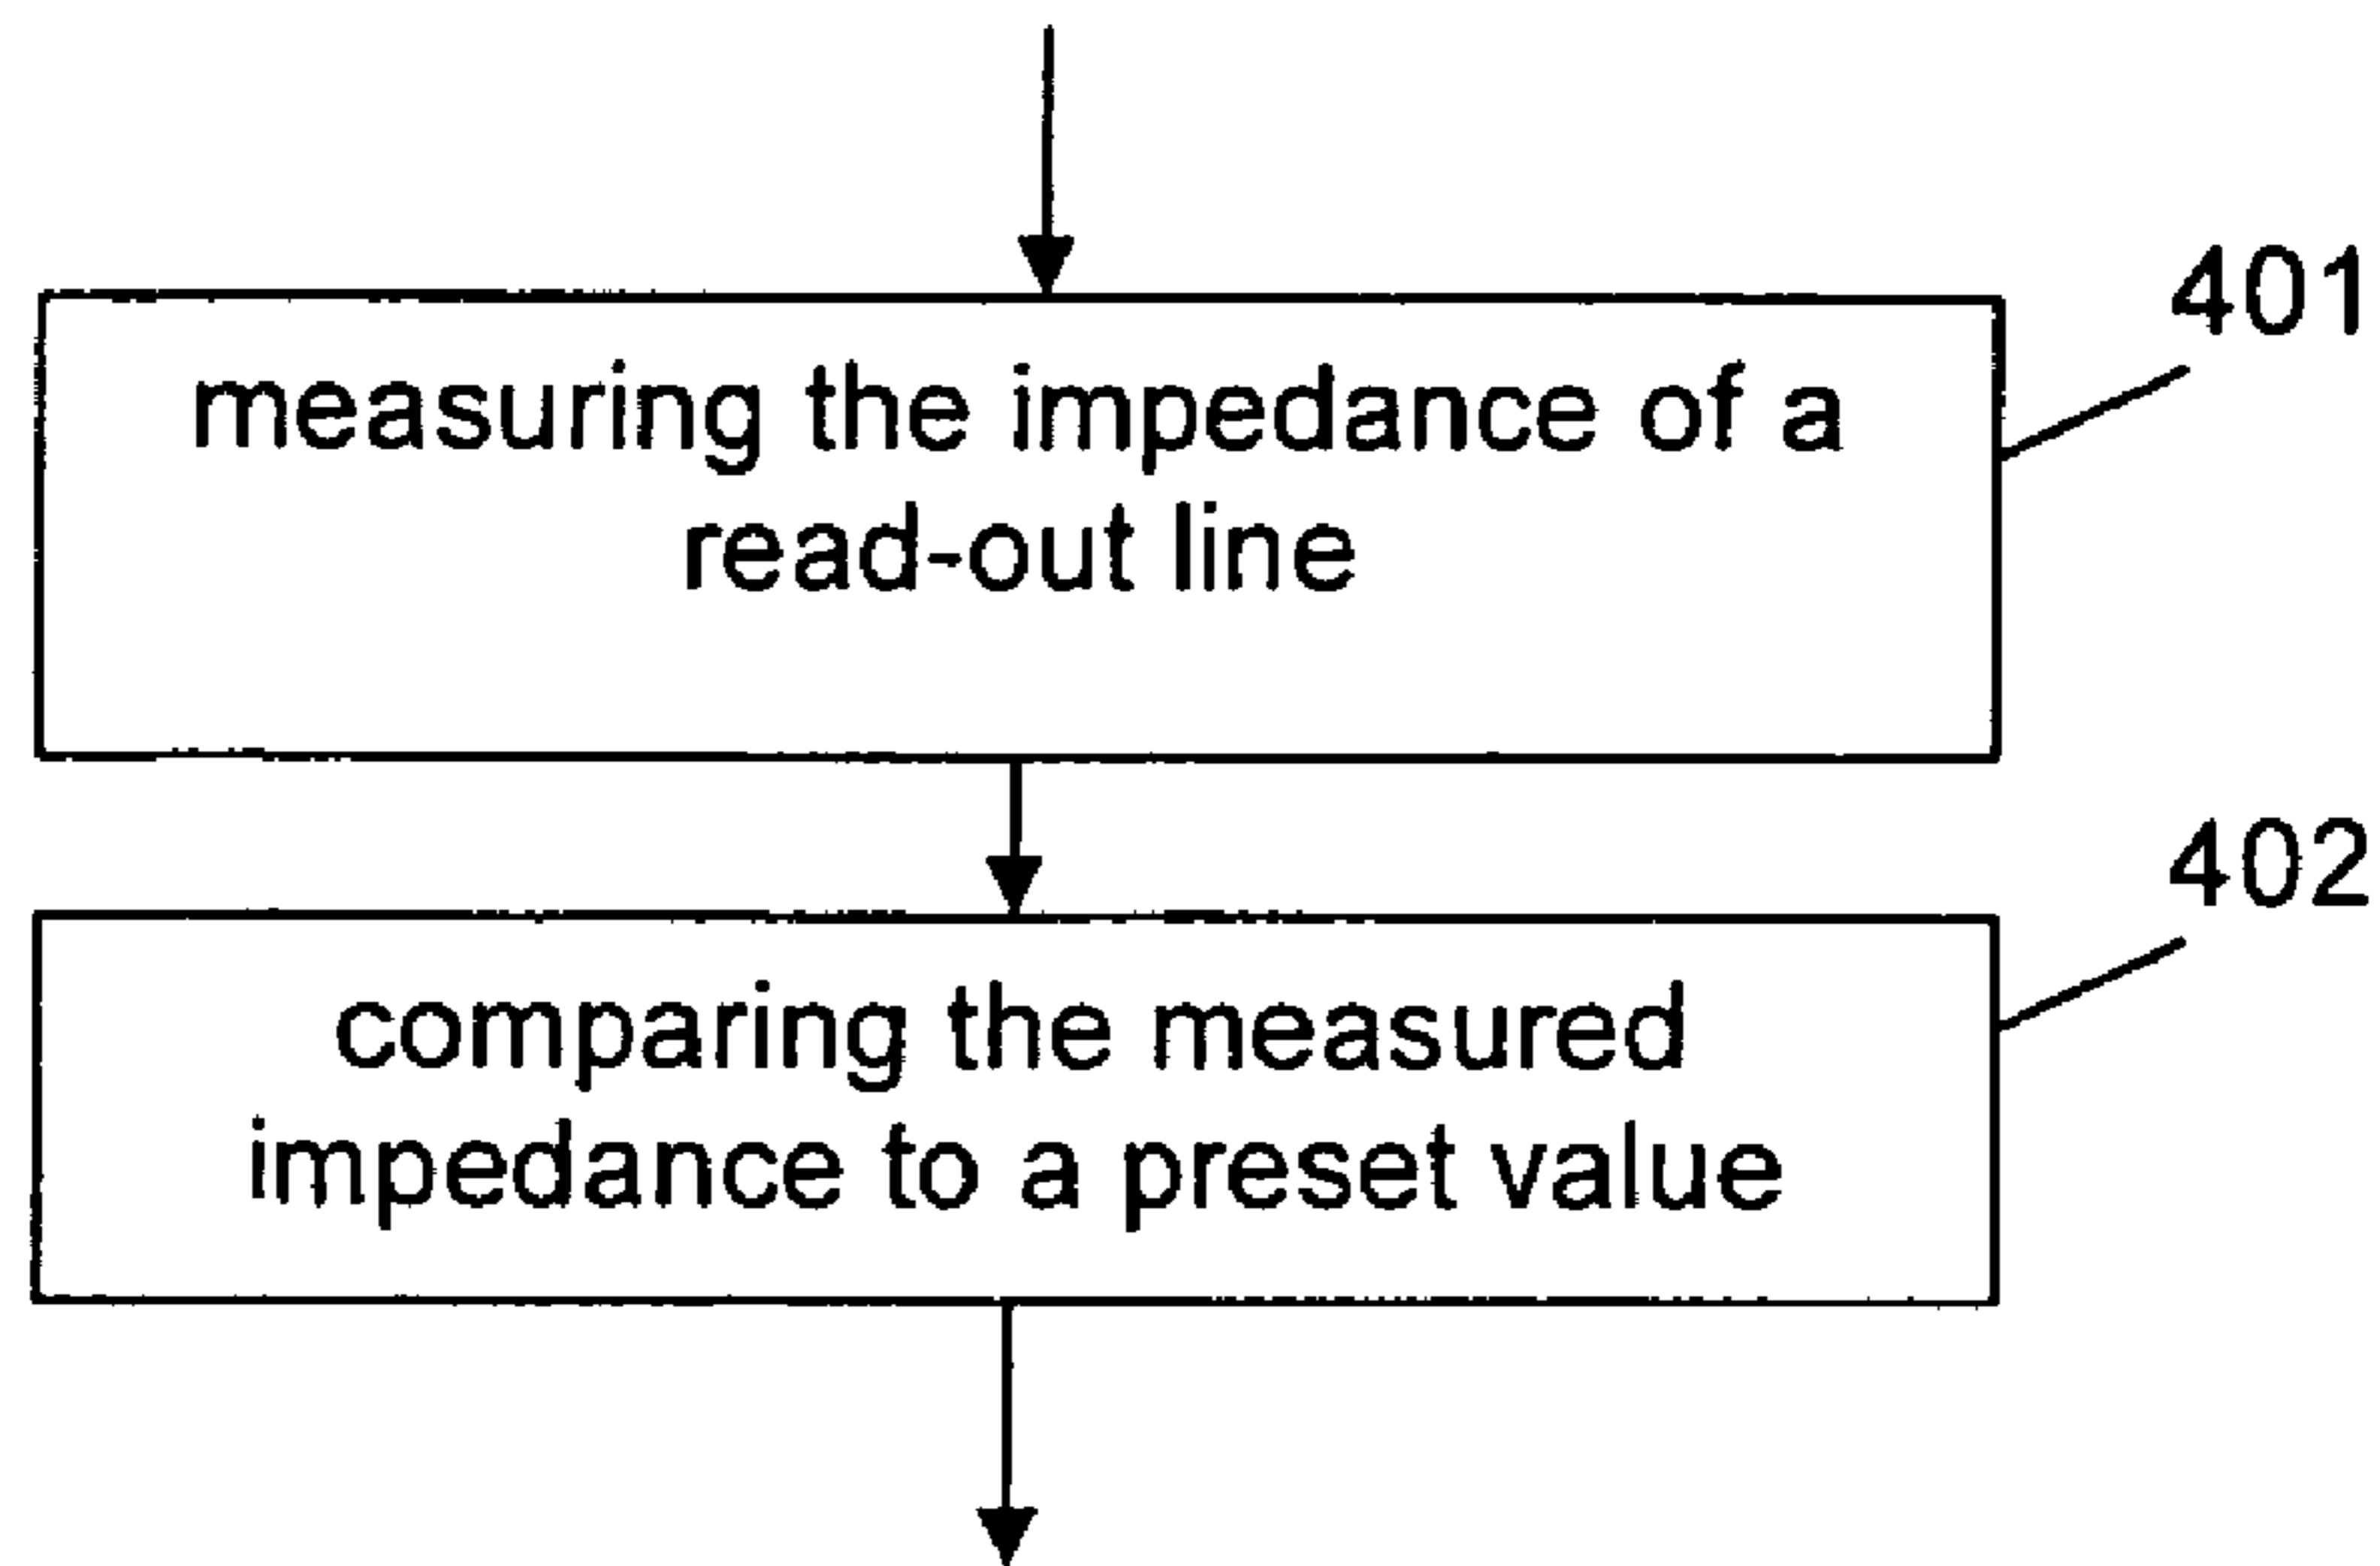 401
measuring the impedance of a
read-out line
402
comparing the measured
impedance to a preset value